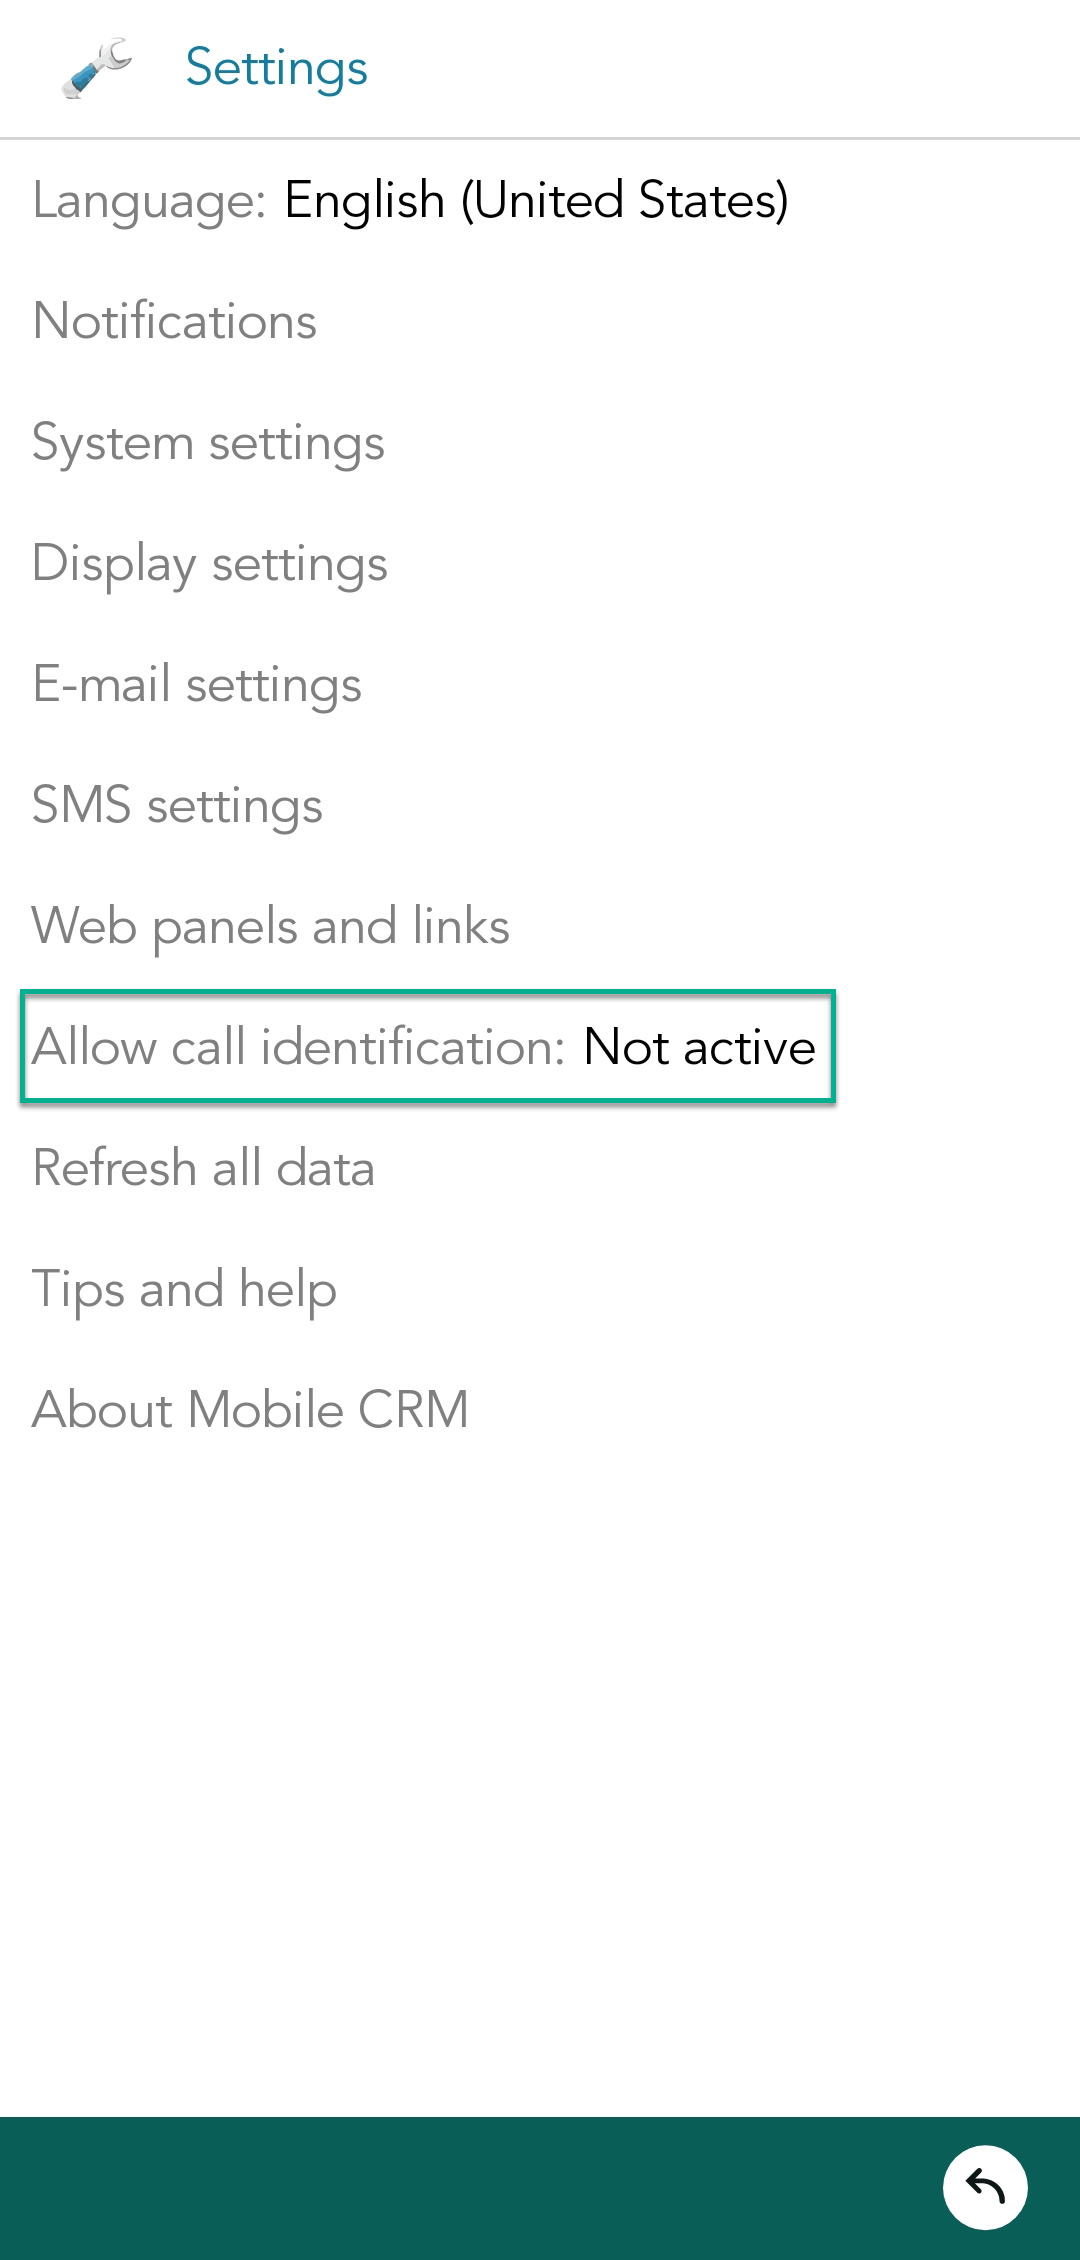 Settings
Language: English (United States)
Notifications
System settings
Display settings
E-mail settings
SMS settings
Web panels and links
Allow call identification: Not active
Refresh all data
Tips and help
About Mobile CRM